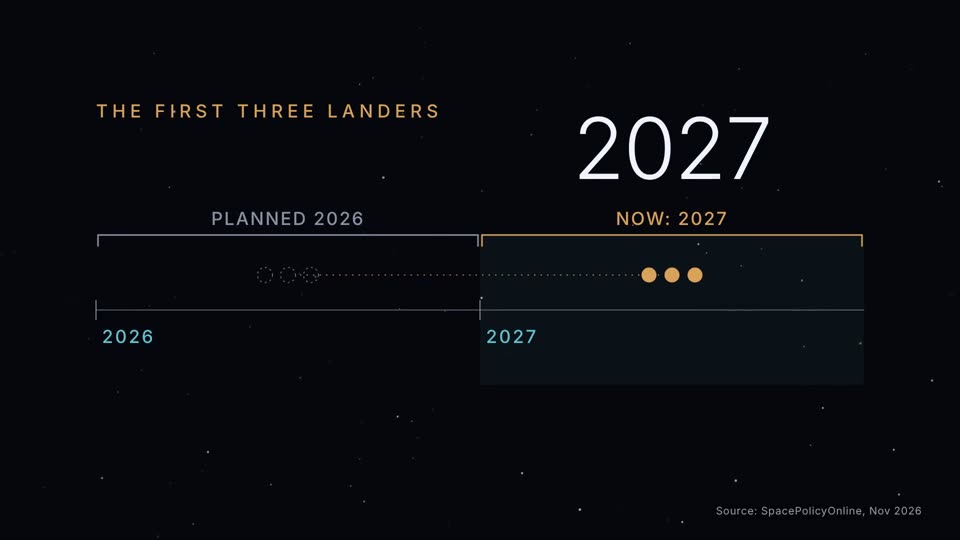 THE FIRST THREE LANDERS
2027
PLANNED 2026
NOW: 2027
2026
2027
Source: SpacePolicyOnline, Nov 2026